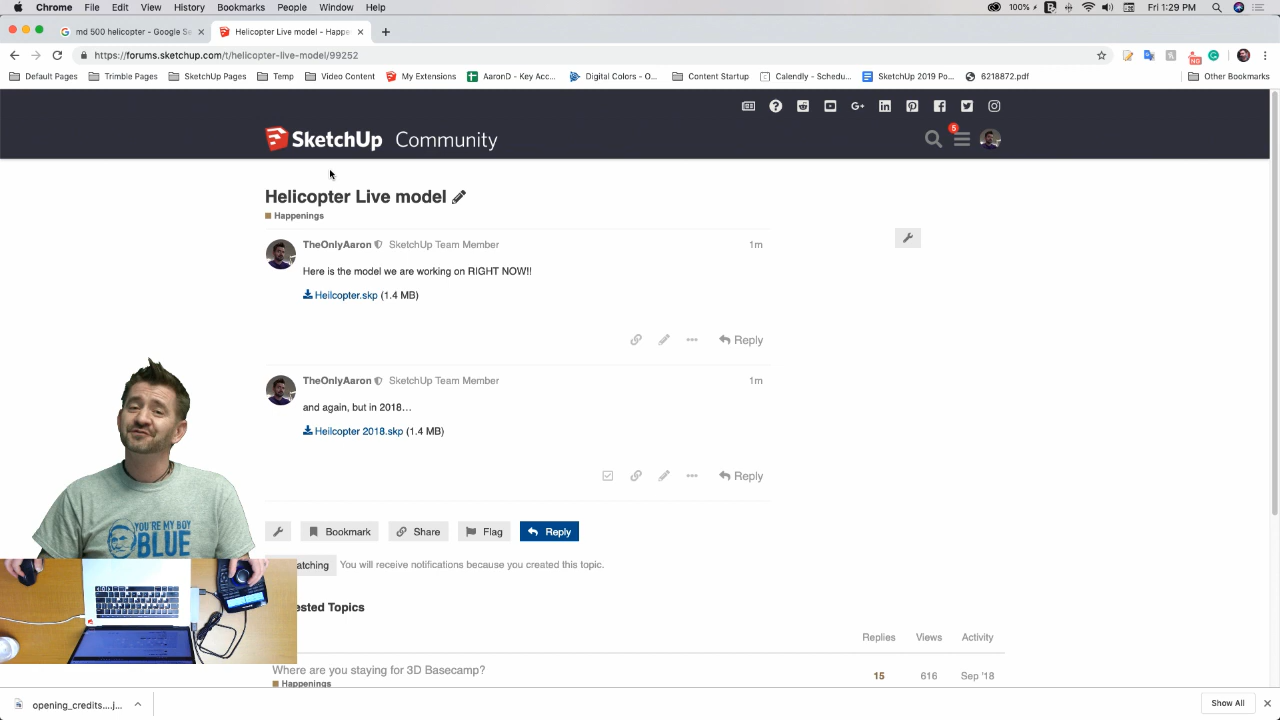 Chrome File Edit View History Bookmarks People Window Help 100% Fri 1:29 PM
md 500 helicopter - Google Se
Helicopter Live model - Happe
https://forums.sketchup.com/t/helicopter-live-model/99252
Default Pages Trimble Pages SketchUp Pages Temp Video Content My Extensions AaronD - Key Acc... Digital Colors - O... Content Startup Calendly - Schedu... SketchUp 2019 Po... 6218872.pdf Other Bookmarks
SketchUp Community
5
Helicopter Live model
Happenings
TheOnlyAaron SketchUp Team Member 1m
Here is the model we are working on RIGHT NOW!!
Heilcopter.skp (1.4 MB)
Reply
TheOnlyAaron SketchUp Team Member 1m
and again, but in 2018…
Heilcopter 2018.skp (1.4 MB)
Reply
Bookmark Share Flag Reply
YOU'RE MY BOY
BLUE
atching You will receive notifications because you created this topic.
ested Topics
Replies Views Activity
Where are you staying for 3D Basecamp? 15 616 Sep '18
Happenings
opening_credits....j... Show All